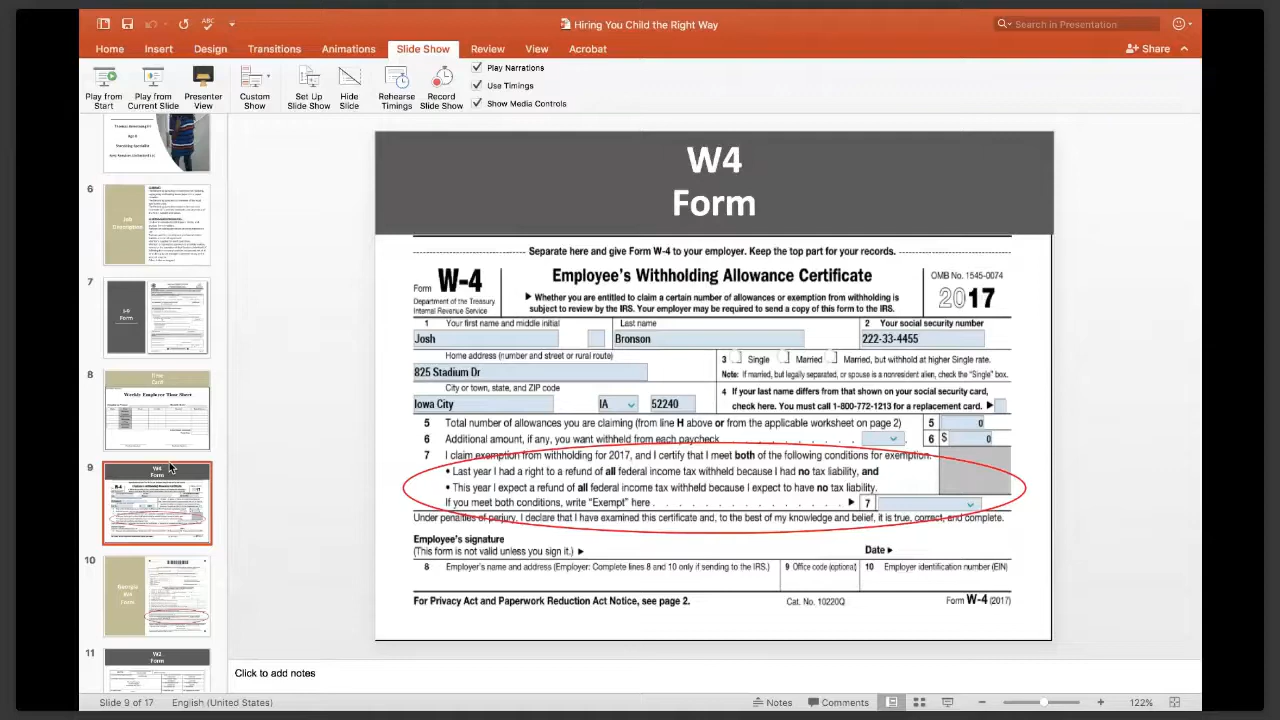 ABC
Hiring You Child the Right Way
Search in Presentation
Home Insert Design Transitions Animations Slide Show Review View Acrobat
Share
Play from Start
Play from Current Slide
Presenter View
Custom Show
Set Up Slide Show
Hide Slide
Rehearse Timings
Record Slide Show
Play Narrations
Use Timings
Show Media Controls
6
Job
Description
7
I-9
Form
8
Time
Card
Weekly Employee Time Sheet
9
W4
Form
10
Georgia
W4
Form
11
W2
Form
W4
Form
Separate here and give Form W-4 to your employer. Keep the top part for your records.
Form W-4
Department of the Treasury
Internal Revenue Service
Employee's Withholding Allowance Certificate
▶ Whether you are entitled to claim a certain number of allowances or exemption from withholding is
subject to review by the IRS. Your employer may be required to send a copy of this form to the IRS.
OMB No. 1545-0074
2017
1 Your first name and middle initial
Josh
Last name
Bronson
2 Your social security number
222-33-4455
Home address (number and street or rural route)
825 Stadium Dr
3 Single Married Married, but withhold at higher Single rate.
Note: If married, but legally separated, or spouse is a nonresident alien, check the "Single" box.
City or town, state, and ZIP code
Iowa City IA 52240
4 If your last name differs from that shown on your social security card,
check here. You must call 1-800-772-1213 for a replacement card. ▶
5 Total number of allowances you are claiming (from line H above or from the applicable worksheet on page 2) 5 0
6 Additional amount, if any, you want withheld from each paycheck 6 $ 0
7 I claim exemption from withholding for 2017, and I certify that I meet both of the following conditions for exemption.
• Last year I had a right to a refund of all federal income tax withheld because I had no tax liability, and
• This year I expect a refund of all federal income tax withheld because I expect to have no tax liability.
If you meet both conditions, write "Exempt" here ▶ 7
Under penalties of perjury, I declare that I have examined this certificate and, to the best of my knowledge and belief, it is true, correct, and complete.
Employee's signature
(This form is not valid unless you sign it.) ▶ Date ▶
8 Employer's name and address (Employer: Complete lines 8 and 10 only if sending to the IRS.) 9 Office code (optional) 10 Employer identification number (EIN)
For Privacy Act and Paperwork Reduction Act Notice, see page 2. Cat. No. 10220Q Form W-4 (2017)
Click to add notes
Slide 9 of 17 English (United States) Notes Comments 122%